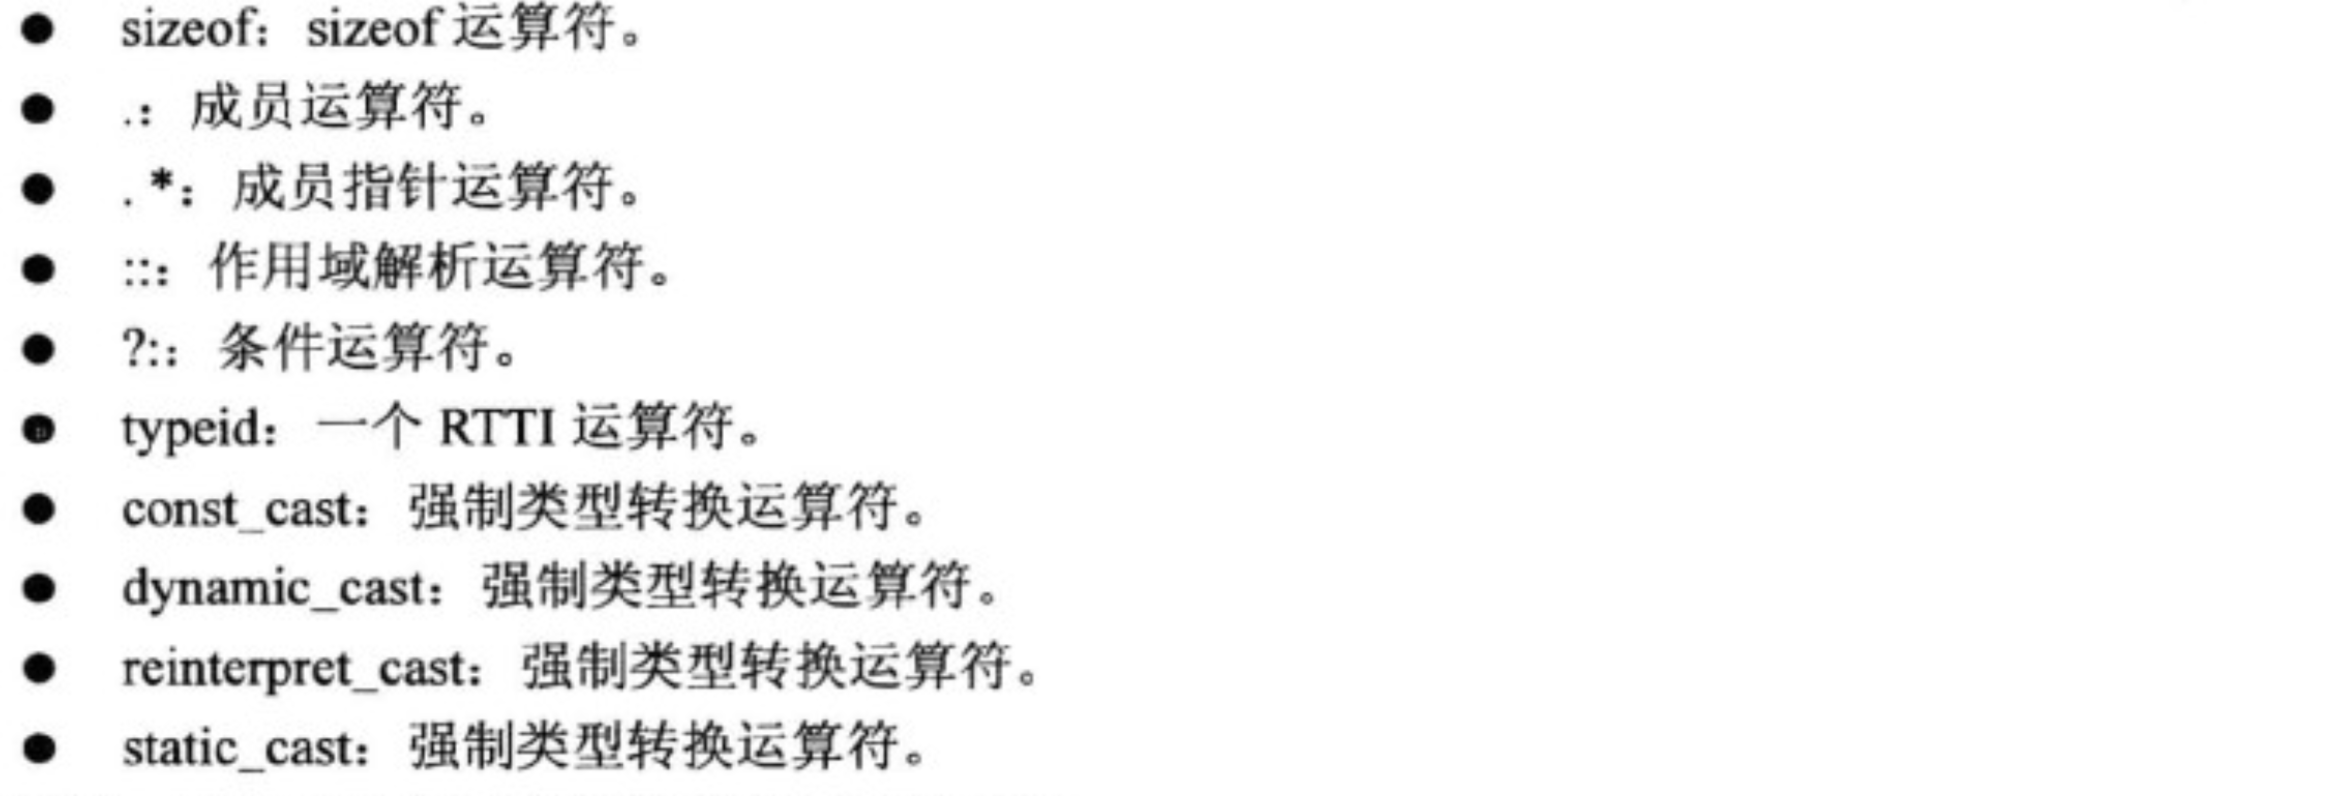 ● sizeof：sizeof 运算符。
● .：成员运算符。
● . *：成员指针运算符。
● ::：作用域解析运算符。
● ?:：条件运算符。
● typeid：一个 RTTI 运算符。
● const_cast：强制类型转换运算符。
● dynamic_cast：强制类型转换运算符。
● reinterpret_cast：强制类型转换运算符。
● static_cast：强制类型转换运算符。